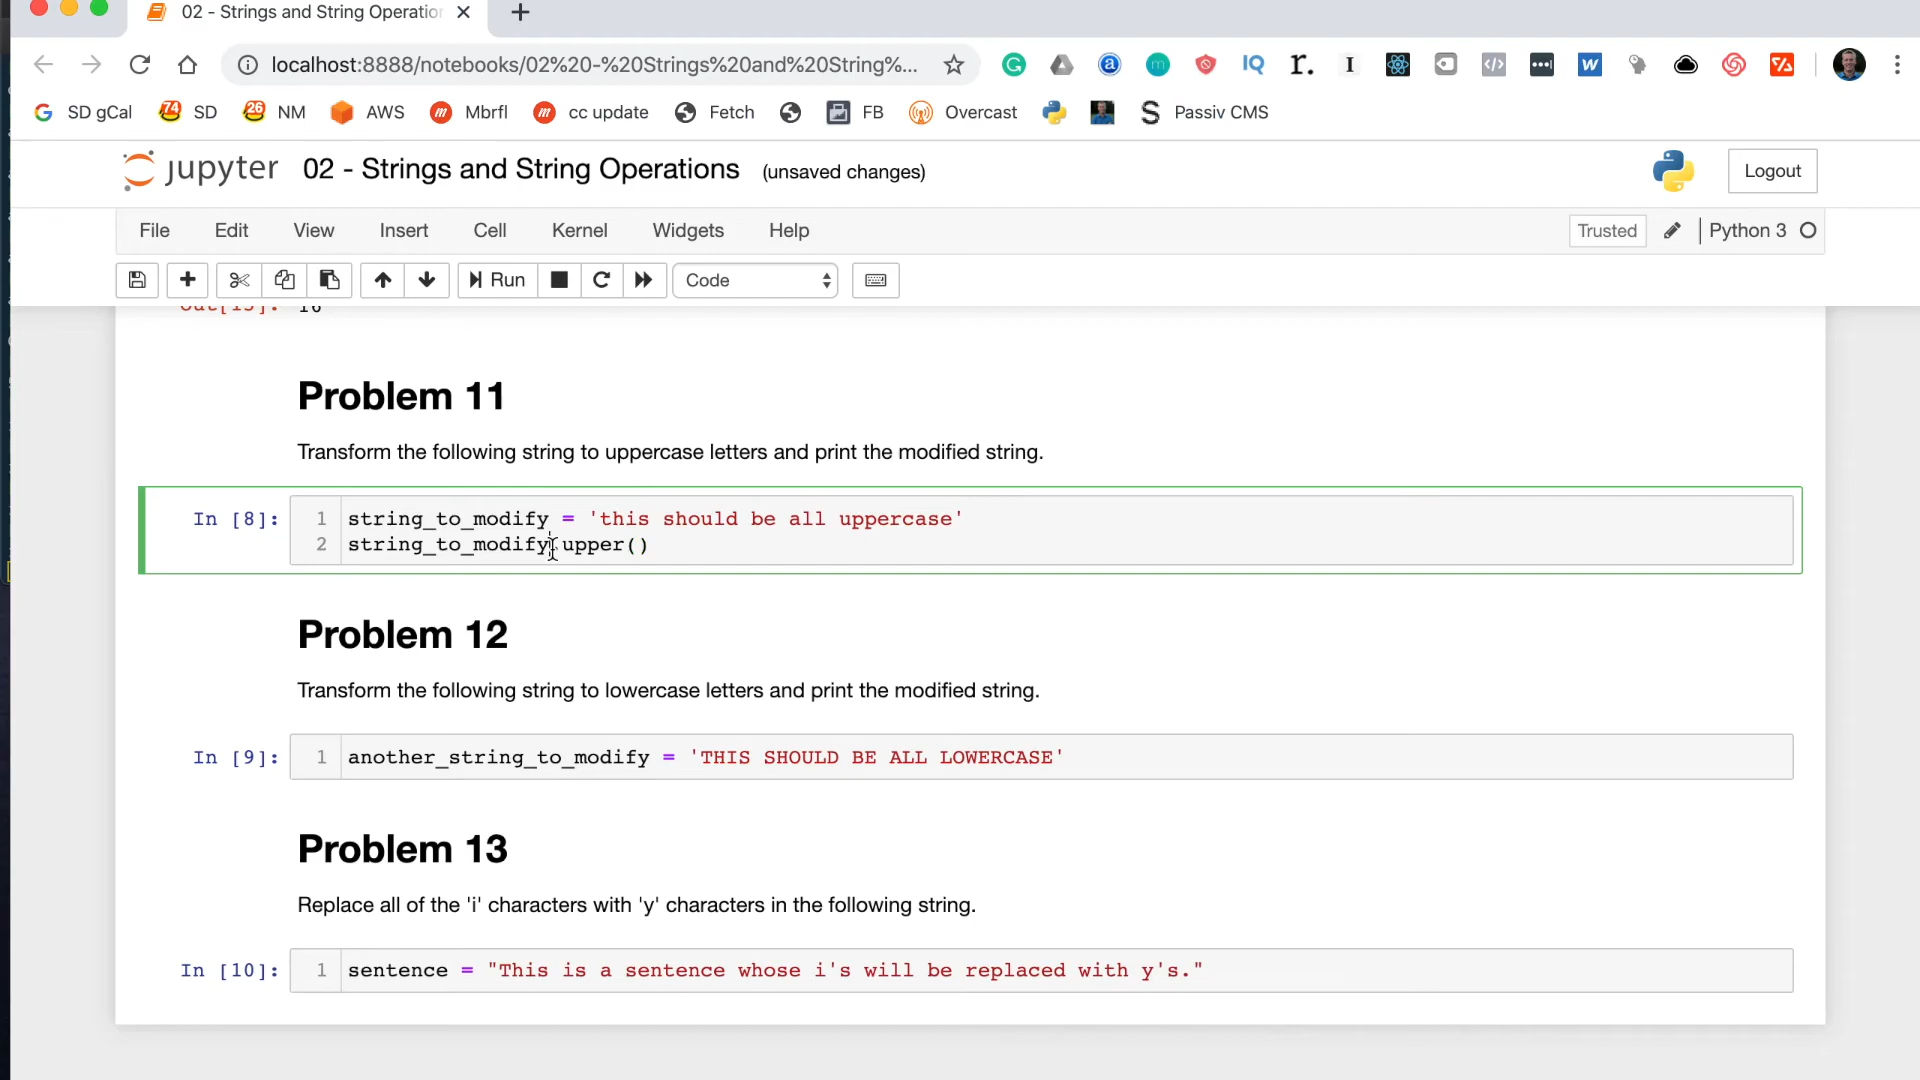 02 - Strings and String Operation
localhost:8888/notebooks/02%20-%20Strings%20and%20String%...
SD gCal SD NM AWS Mbrfl cc update Fetch FB Overcast Passiv CMS
jupyter 02 - Strings and String Operations (unsaved changes) Logout
File Edit View Insert Cell Kernel Widgets Help Trusted Python 3
Run Code
Out[15]: 16
Problem 11
Transform the following string to uppercase letters and print the modified string.
In [8]: 1 string_to_modify = 'this should be all uppercase'
2 string_to_modify.upper()
Problem 12
Transform the following string to lowercase letters and print the modified string.
In [9]: 1 another_string_to_modify = 'THIS SHOULD BE ALL LOWERCASE'
Problem 13
Replace all of the 'i' characters with 'y' characters in the following string.
In [10]: 1 sentence = "This is a sentence whose i's will be replaced with y's."